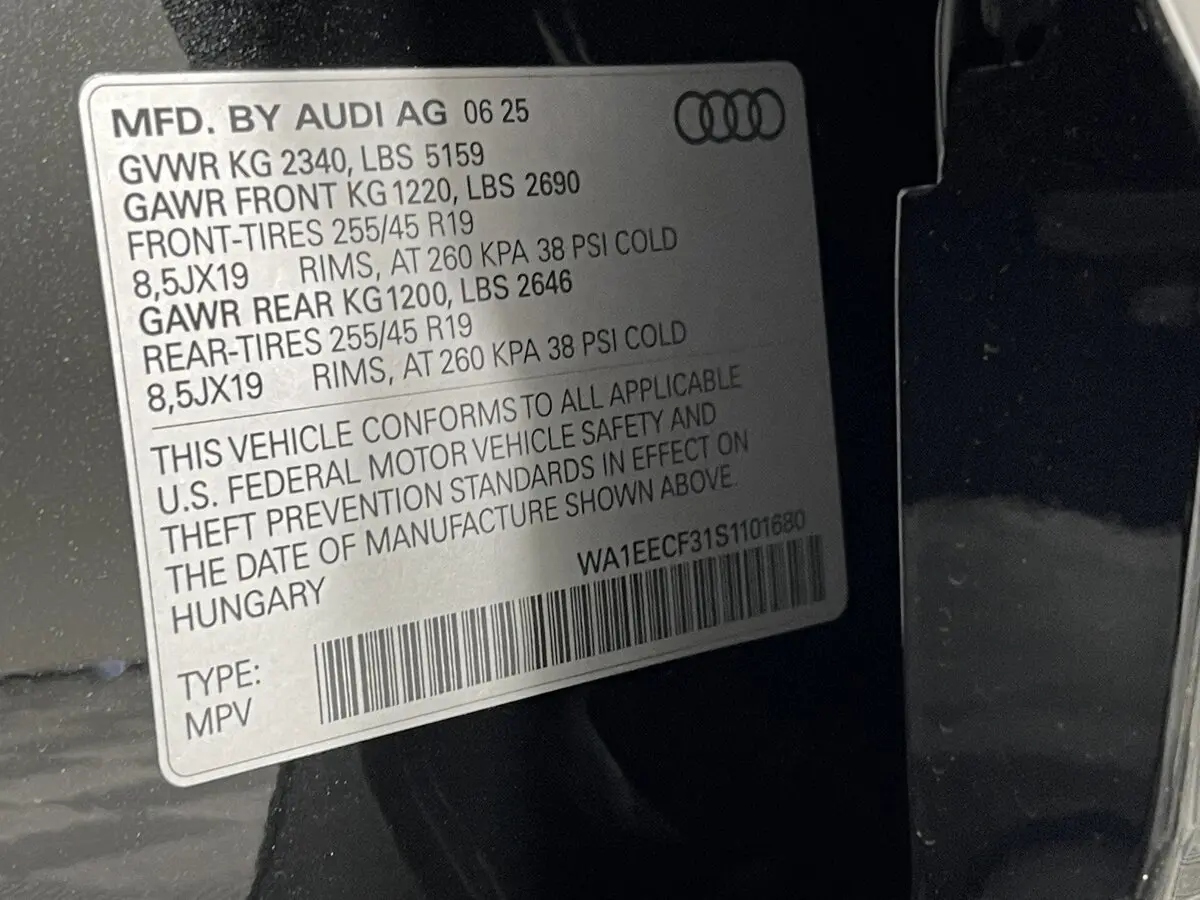 MFD. BY AUDI AG 06 25
GVWR KG 2340, LBS 5159
GAWR FRONT KG 1220, LBS 2690
FRONT-TIRES 255/45 R19
8,5JX19 RIMS, AT 260 KPA 38 PSI COLD
GAWR REAR KG 1200, LBS 2646
REAR-TIRES 255/45 R19
8,5JX19 RIMS, AT 260 KPA 38 PSI COLD
THIS VEHICLE CONFORMS TO ALL APPLICABLE
U.S. FEDERAL MOTOR VEHICLE SAFETY AND
THEFT PREVENTION STANDARDS IN EFFECT ON
THE DATE OF MANUFACTURE SHOWN ABOVE.
HUNGARY
WA1EECF31S1101680
TYPE:
MPV